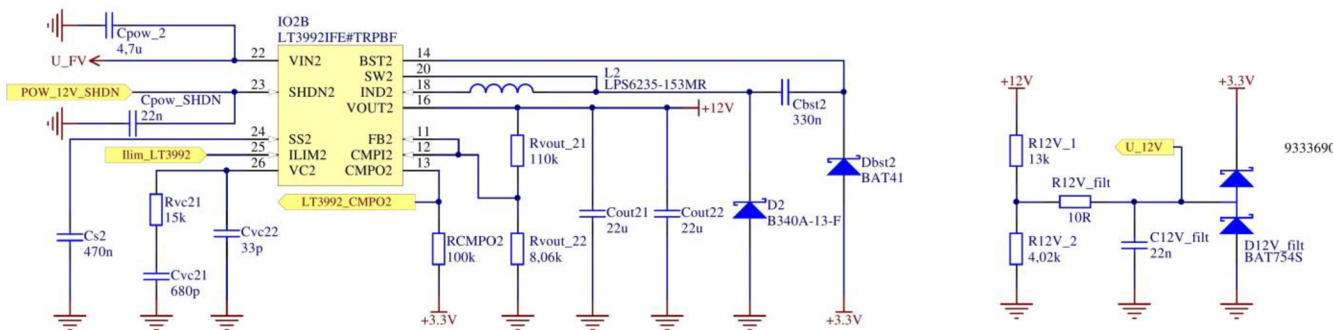 IO2B
LT3992IFE#TRPBF
Cpow_2
4,7u
U_FV
22
VIN2
BST2
14
SW2
20
L2
LPS6235-153MR
POW_12V_SHDN
23
SHDN2
IND2
18
Cpow_SHDN
22n
VOUT2
16
+12V
Cbst2
330n
24
SS2
FB2
11
Ilim_LT3992
25
ILIM2
CMPI2
12
26
VC2
CMPO2
13
Rvout_21
110k
Dbst2
BAT41
Rvc21
15k
LT3992_CMPO2
Cs2
470n
Cvc22
33p
Cvc21
680p
RCMPO2
100k
Rvout_22
8,06k
Cout21
22u
Cout22
22u
D2
B340A-13-F
+3.3V
+3.3V
+12V
+3.3V
R12V_1
13k
U_12V
9333690
R12V_filt
10R
R12V_2
4,02k
C12V_filt
22n
D12V_filt
BAT754S